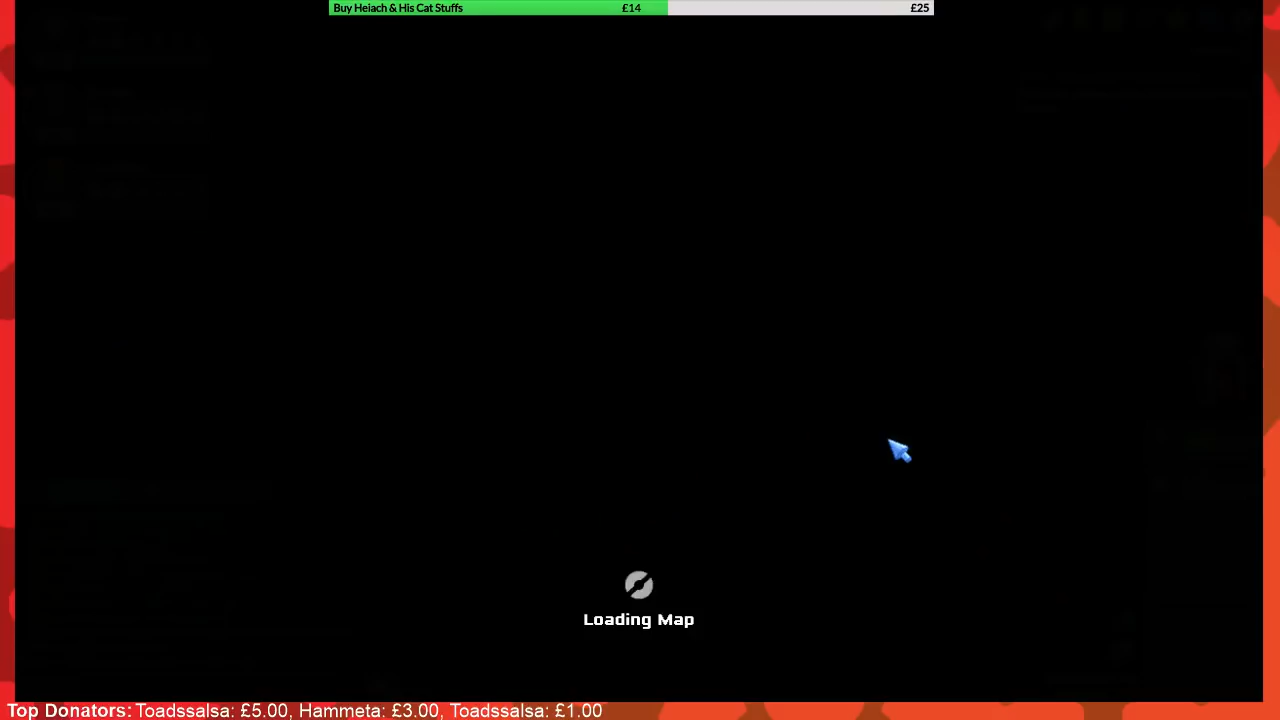 Buy Heiach & His Cat Stuffs £14 £25
Loading Map
Top Donators: Toadssalsa: £5.00, Hammeta: £3.00, Toadssalsa: £1.00